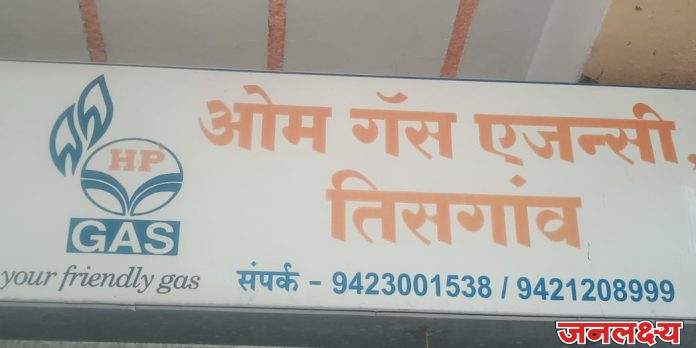 ओम गॅस एजन्सी,
तिसगांव
HP
GAS
your friendly gas
संपर्क - 9423001538 / 9421208999
जनलक्ष्य